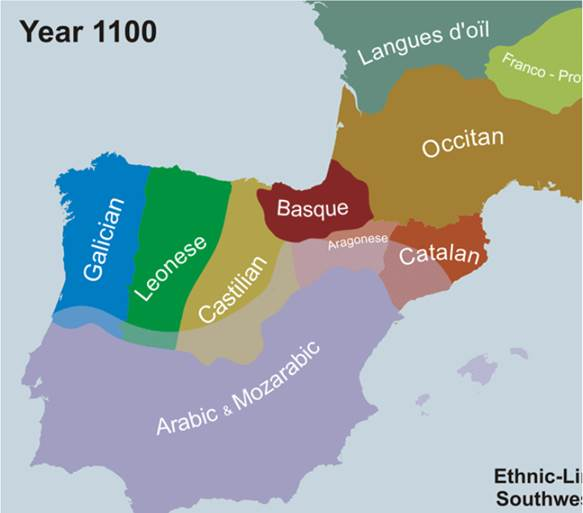 Year 1100
Langues d'oïl
Franco - Pro
Occitan
Basque
Galician
Leonese
Castilian
Aragonese
Catalan
Arabic & Mozarabic
Ethnic-Li
Southwes